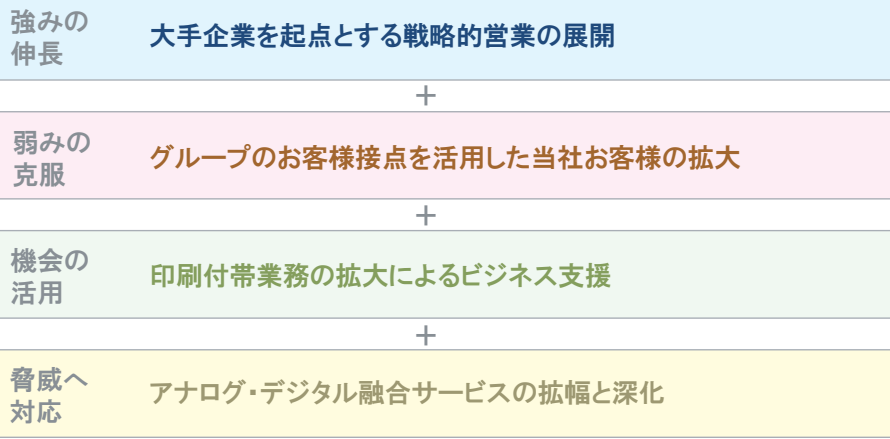 強みの
伸長
大手企業を起点とする戦略的営業の展開
＋
弱みの
克服
グループのお客様接点を活用した当社お客様の拡大
＋
機会の
活用
印刷付帯業務の拡大によるビジネス支援
＋
脅威へ
対応
アナログ・デジタル融合サービスの拡幅と深化